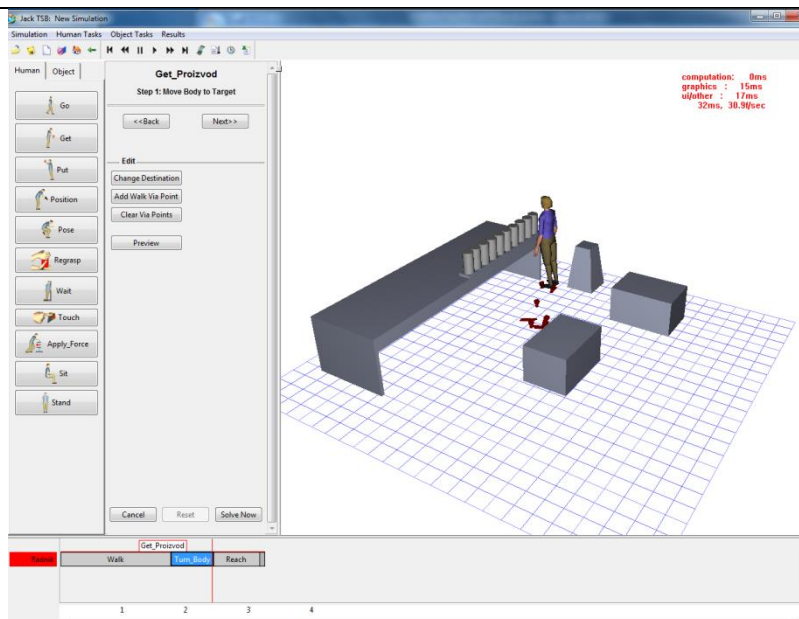 Jack TSB: New Simulation
Simulation Human Tasks Object Tasks Results
Human Object
Go
Get
Put
Position
Pose
Regrasp
Wait
Touch
Apply_Force
Sit
Stand
Get_Proizvod
Step 1: Move Body to Target
<<Back Next>>
Edit
Change Destination
Add Walk Via Point
Clear Via Points
Preview
Cancel Reset Solve Now
computation: 0ms
graphics : 15ms
ui/other : 17ms
32ms, 30.9f/sec
Get_Proizvod
Walk Turn_Body Reach
1 2 3 4